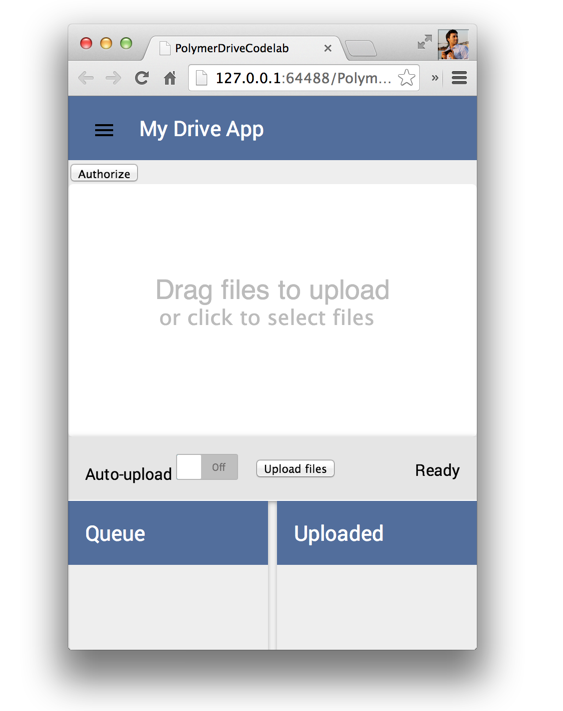 PolymerDriveCodelab
127.0.0.1:64488/Polym...
My Drive App
Authorize
Drag files to upload
or click to select files
Auto-upload Off Upload files Ready
Queue Uploaded